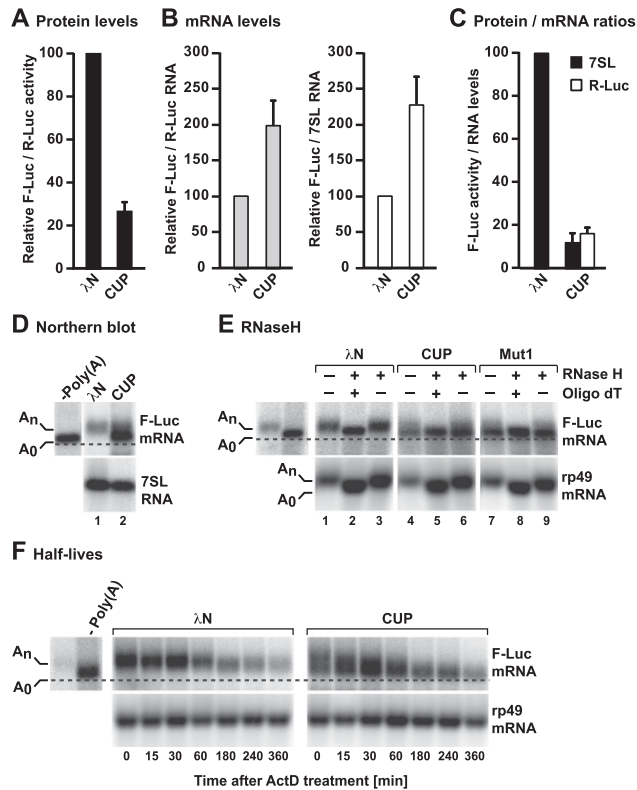 A Protein levels
Relative F-Luc / R-Luc activity
100
80
60
40
20
0
λN
CUP
B mRNA levels
Relative F-Luc / R-Luc RNA
300
250
200
150
100
50
0
λN
CUP
Relative F-Luc / 7SL RNA
300
250
200
150
100
50
0
λN
CUP
C Protein / mRNA ratios
F-Luc activity / RNA levels
100
80
60
40
20
0
λN
CUP
7SL
R-Luc
D Northern blot
-Poly(A)
λN
CUP
An
A0
F-Luc
mRNA
7SL
RNA
1 2
E RNaseH
λN CUP Mut1
– + + – + + – + + RNase H
+ + + Oligo dT
An
A0
F-Luc
mRNA
An
A0
rp49
mRNA
1 2 3 4 5 6 7 8 9
F Half-lives
- Poly(A)
λN CUP
An
A0
F-Luc
mRNA
rp49
mRNA
0 15 30 60 180 240 360 0 15 30 60 180 240 360
Time after ActD treatment [min]